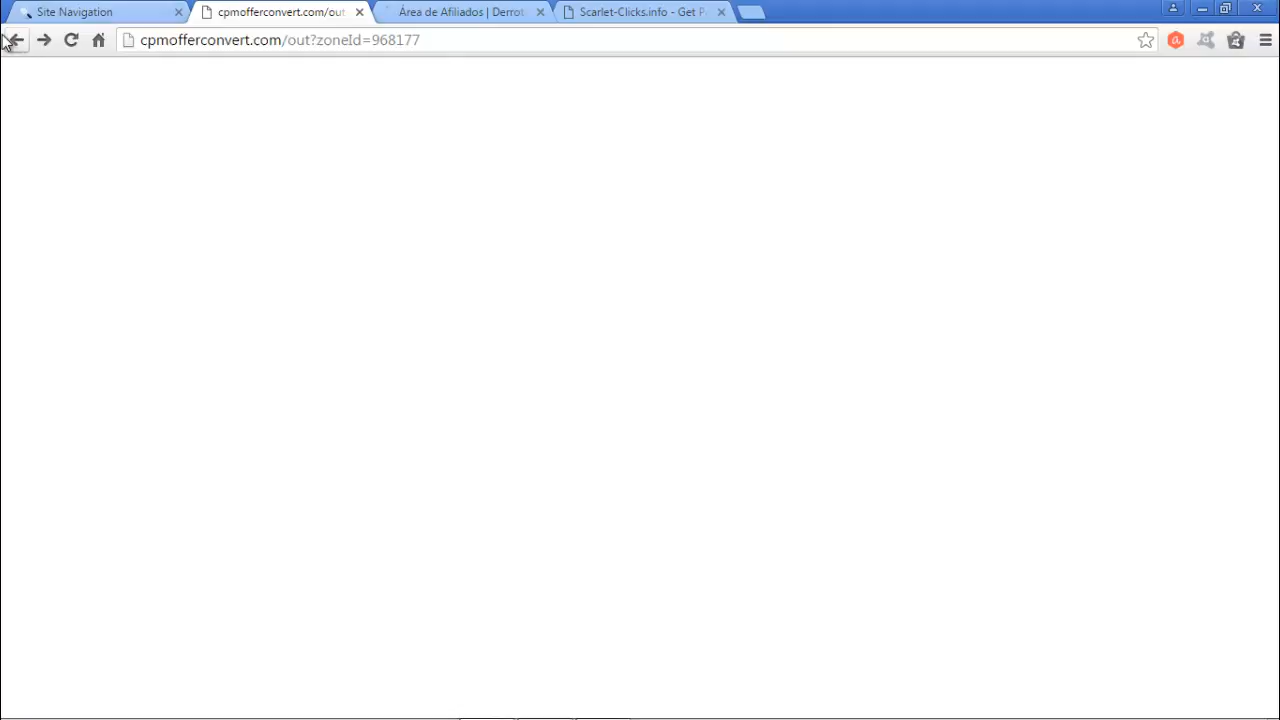 Site Navigation
cpmofferconvert.com/out
Área de Afiliados | Derrot
Scarlet-Clicks.info - Get P
cpmofferconvert.com/out?zoneId=968177